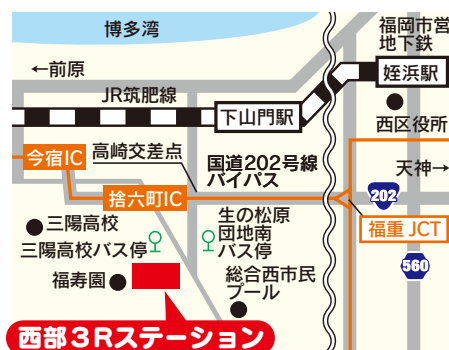 博多湾
福岡市営
地下鉄
←前原
姪浜駅
JR筑肥線
下山門駅
西区役所
今宿IC
高崎交差点
国道202号線
バイパス
天神→
捨六町IC
202
三陽高校
生の松原
団地南
バス停
福重 JCT
三陽高校バス停
560
福寿園
総合西市民
プール
西部3Rステーション